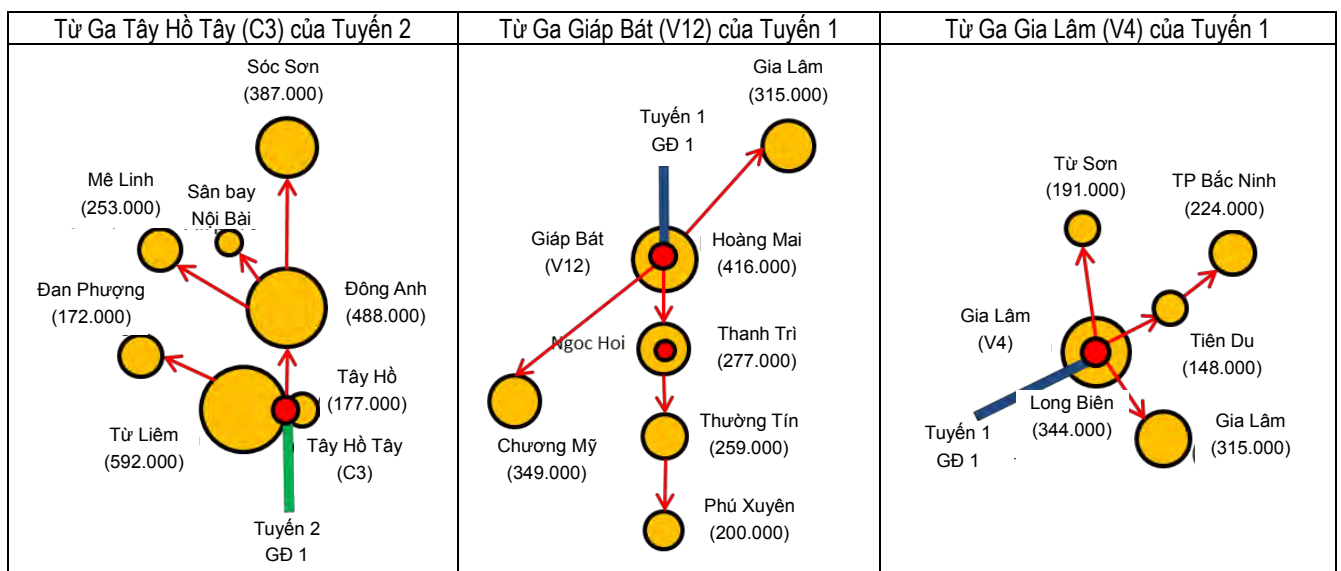 Từ Ga Tây Hồ Tây (C3) của Tuyến 2
Từ Ga Giáp Bát (V12) của Tuyến 1
Từ Ga Gia Lâm (V4) của Tuyến 1
Sóc Sơn
(387.000)
Mê Linh
(253.000)
Sân bay
Nội Bài
Đan Phượng
(172.000)
Đông Anh
(488.000)
Tây Hồ
(177.000)
Từ Liêm
(592.000)
Tây Hồ Tây
(C3)
Tuyến 2
GĐ 1
Gia Lâm
(315.000)
Tuyến 1
GĐ 1
Giáp Bát
(V12)
Hoàng Mai
(416.000)
Ngoc Hoi
Thanh Trì
(277.000)
Chương Mỹ
(349.000)
Thường Tín
(259.000)
Phú Xuyên
(200.000)
Từ Sơn
(191.000)
TP Bắc Ninh
(224.000)
Gia Lâm
(V4)
Tiên Du
(148.000)
Long Biên
(344.000)
Tuyến 1
GĐ 1
Gia Lâm
(315.000)